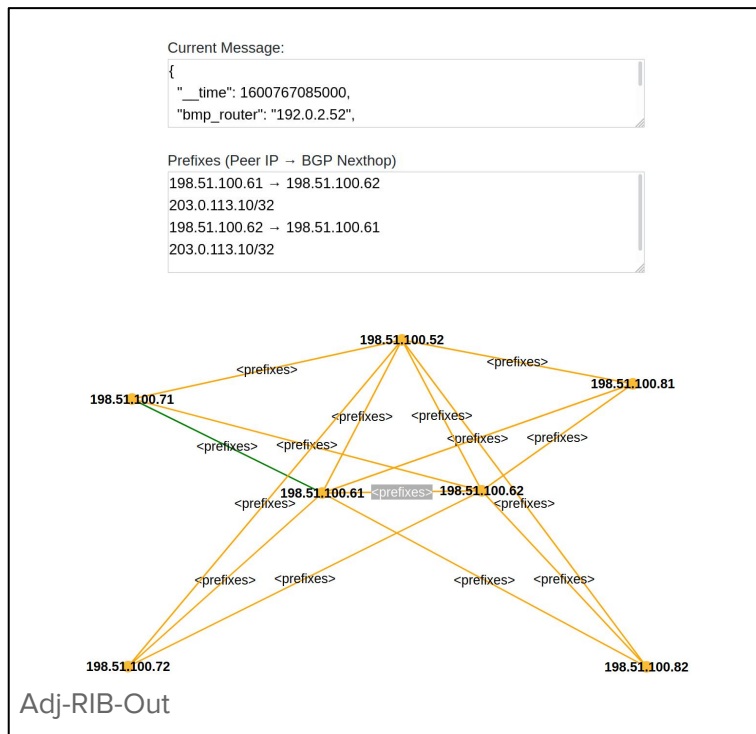 Current Message:
{
"__time": 1600767085000,
"bmp_router": "192.0.2.52",
Prefixes (Peer IP → BGP Nexthop)
198.51.100.61 → 198.51.100.62
203.0.113.10/32
198.51.100.62 → 198.51.100.61
203.0.113.10/32
198.51.100.52
<prefixes>
<prefixes>
198.51.100.81
198.51.100.71
<prefixes>
<prefixes>
<prefixes>
<prefixes>
<prefixes>
<prefixes>
<prefixes>
198.51.100.61
<prefixes>
198.51.100.62
<prefixes>
<prefixes>
<prefixes>
<prefixes>
<prefixes>
<prefixes>
198.51.100.72
198.51.100.82
Adj-RIB-Out